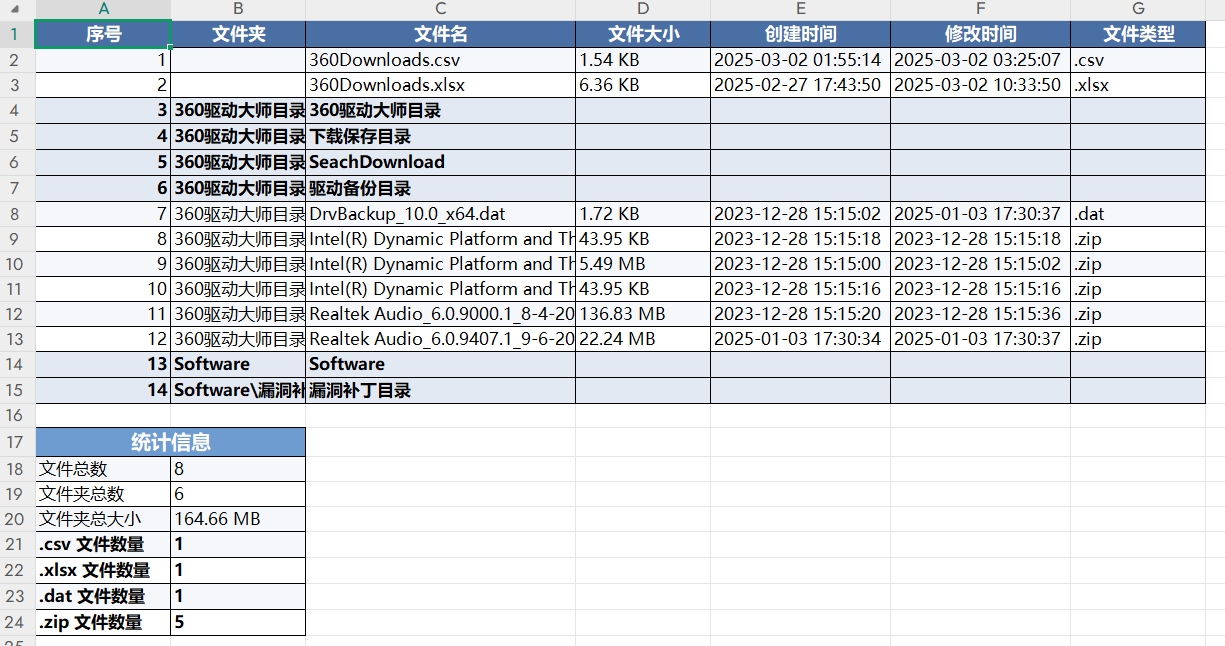 A B C D E F G
1 序号 文件夹 文件名 文件大小 创建时间 修改时间 文件类型
2 1 360Downloads.csv 1.54 KB 2025-03-02 01:55:14 2025-03-02 03:25:07 .csv
3 2 360Downloads.xlsx 6.36 KB 2025-02-27 17:43:50 2025-03-02 10:33:50 .xlsx
4 3 360驱动大师目录 360驱动大师目录
5 4 360驱动大师目录 下载保存目录
6 5 360驱动大师目录 SeachDownload
7 6 360驱动大师目录 驱动备份目录
8 7 360驱动大师目录 DrvBackup_10.0_x64.dat 1.72 KB 2023-12-28 15:15:02 2025-01-03 17:30:37 .dat
9 8 360驱动大师目录 Intel(R) Dynamic Platform and Th 43.95 KB 2023-12-28 15:15:18 2023-12-28 15:15:18 .zip
10 9 360驱动大师目录 Intel(R) Dynamic Platform and Th 5.49 MB 2023-12-28 15:15:00 2023-12-28 15:15:02 .zip
11 10 360驱动大师目录 Intel(R) Dynamic Platform and Th 43.95 KB 2023-12-28 15:15:16 2023-12-28 15:15:16 .zip
12 11 360驱动大师目录 Realtek Audio_6.0.9000.1_8-4-20 136.83 MB 2023-12-28 15:15:20 2023-12-28 15:15:36 .zip
13 12 360驱动大师目录 Realtek Audio_6.0.9407.1_9-6-20 22.24 MB 2025-01-03 17:30:34 2025-01-03 17:30:37 .zip
14 13 Software Software
15 14 Software\漏洞补 漏洞补丁目录
16
17 统计信息
18 文件总数 8
19 文件夹总数 6
20 文件夹总大小 164.66 MB
21 .csv 文件数量 1
22 .xlsx 文件数量 1
23 .dat 文件数量 1
24 .zip 文件数量 5